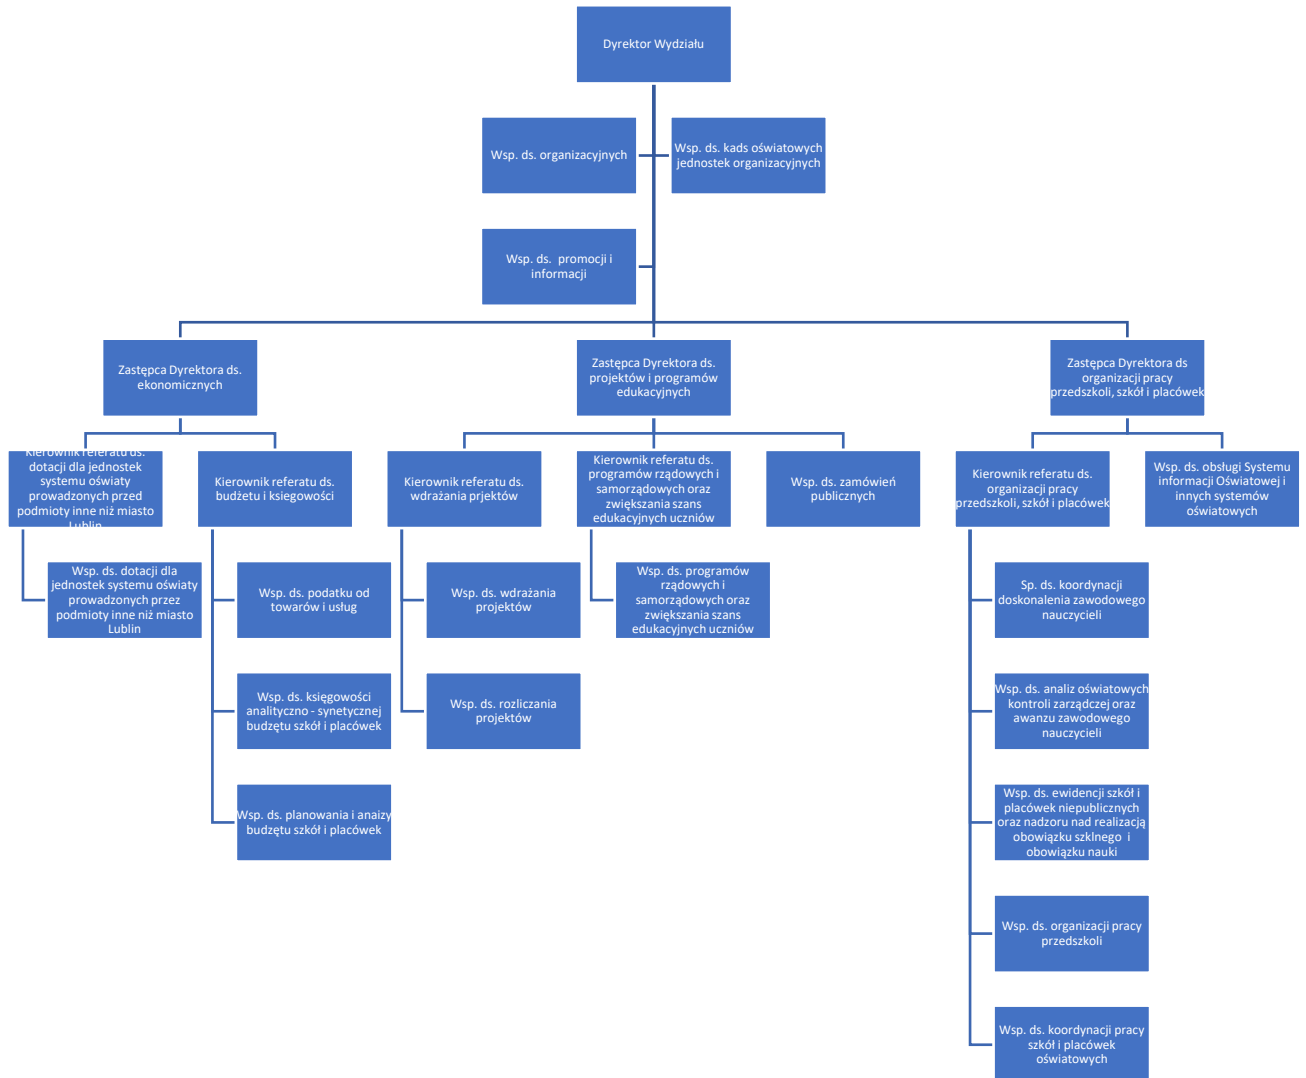 Dyrektor Wydziału
Wsp. ds. organizacyjnych
Wsp. ds. kads oświatowych
jednostek organizacyjnych
Wsp. ds.  promocji i
informacji
Zastępca Dyrektora ds.
ekonomicznych
Zastępca Dyrektora ds.
projektów i programów
edukacyjnych
Zastępca Dyrektora ds
organizacji pracy
przedszkoli, szkół i placówek
Kierownik referatu ds.
dotacji dla jednostek
systemu oświaty
prowadzonych przed
podmioty inne niż miasto
Lublin
Kierownik referatu ds.
budżetu i ksiegowości
Kierownik referatu ds.
wdrażania prjektów
Kierownik referatu ds.
programów rządowych i
samorządowych oraz
zwiększania szans
edukacyjnych uczniów
Wsp. ds. zamówień
publicznych
Kierownik referatu ds.
organizacji pracy
przedszkoli, szkół i placówek
Wsp. ds. obsługi Systemu
informacji Oświatowej i
innych systemów
oświatowych
Wsp. ds. dotacji dla
jednostek systemu oświaty
prowadzonych przez
podmioty inne niż miasto
Lublin
Wsp. ds. podatku od
towarów i usług
Wsp. ds. wdrażania
projektów
Wsp. ds. programów
rządowych i
samorządowych oraz
zwiększania szans
edukacyjnych uczniów
Sp. ds. koordynacji
doskonalenia zawodowego
nauczycieli
Wsp. ds. księgowości
analityczno - synetycznej
budzętu szkół i placówek
Wsp. ds. rozliczania
projektów
Wsp. ds. analiz oświatowych
kontroli zarządczej oraz
awanzu zawodowego
nauczycieli
Wsp. ds. planowania i anaizy
budzętu szkół i placówek
Wsp. ds. ewidencji szkół i
placówek niepublicznych
oraz nadzoru nad realizacją
obowiązku szklnego  i
obowiązku nauki
Wsp. ds. organizacji pracy
przedszkoli
Wsp. ds. koordynacji pracy
szkół i placówek
oświatowych